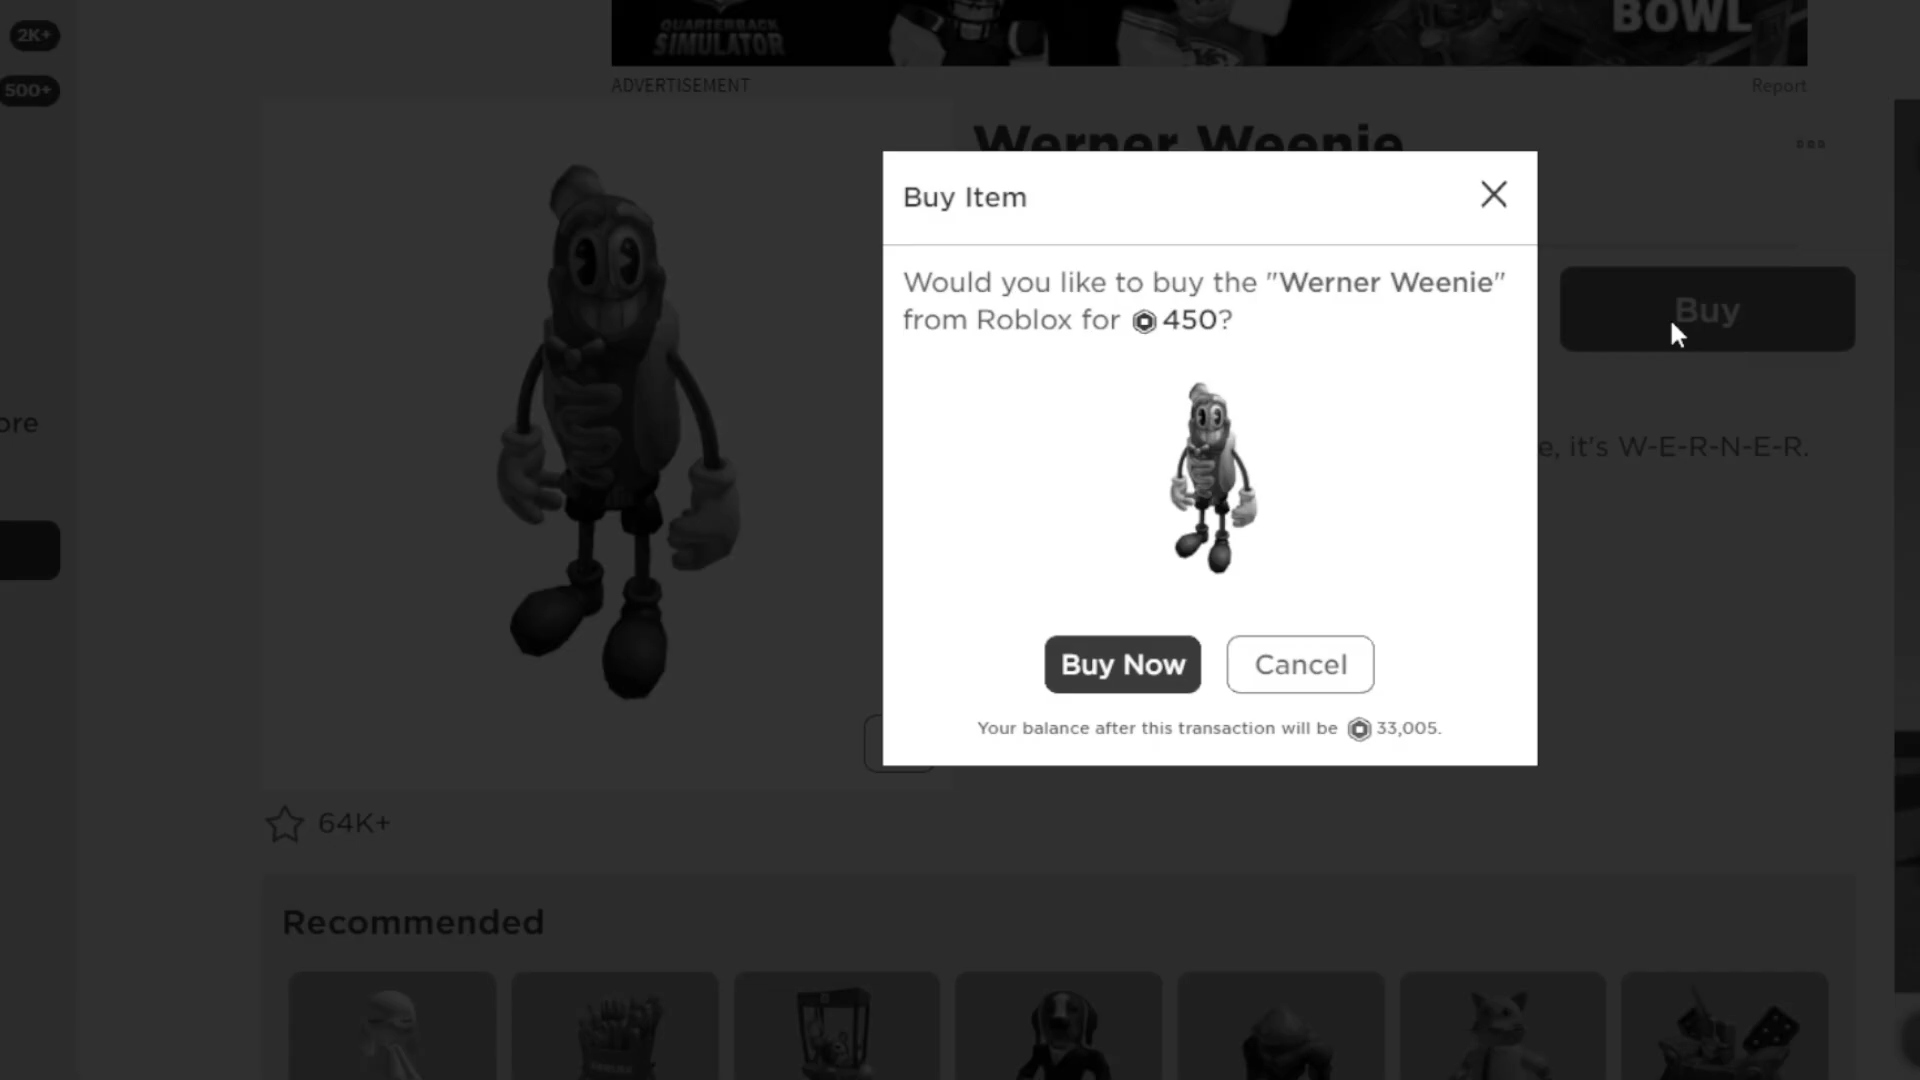 2K+
500+
QUARTERBACK
SIMULATOR
BOWL
ADVERTISEMENT
Report
Werner Weenie
Buy Item
Would you like to buy the "Werner Weenie"
from Roblox for 450?
Buy
ore
e, it's W-E-R-N-E-R.
Buy Now
Cancel
Your balance after this transaction will be 33,005.
64K+
Recommended